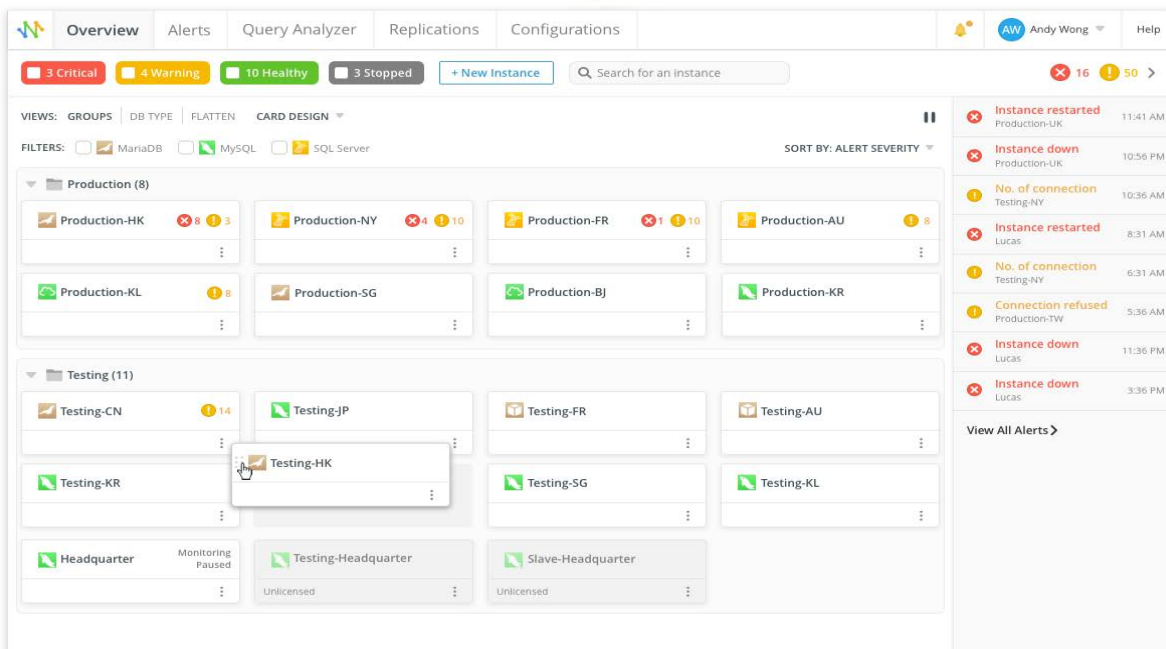 Overview Alerts Query Analyzer Replications Configurations AW Andy Wong Help
3 Critical 4 Warning 10 Healthy 3 Stopped + New Instance Search for an instance 16 50
VIEWS: GROUPS DB TYPE FLATTEN CARD DESIGN
FILTERS: MariaDB MySQL SQL Server SORT BY: ALERT SEVERITY
Production (8)
Production-HK 8 3 Production-NY 4 10 Production-FR 1 10 Production-AU 8
Production-KL 8 Production-SG Production-BJ Production-KR
Testing (11)
Testing-CN 14 Testing-JP Testing-FR Testing-AU
Testing-HK
Testing-KR Testing-SG Testing-KL
Headquarter Monitoring Paused Testing-Headquarter Slave-Headquarter
Unlicensed Unlicensed
Instance restarted 11:41 AM
Production-UK
Instance down 10:56 PM
Production-UK
No. of connection 10:36 AM
Testing-NY
Instance restarted 8:31 AM
Lucas
No. of connection 6:31 AM
Testing-NY
Connection refused 5:36 AM
Production-TW
Instance down 11:36 PM
Lucas
Instance down 3:36 PM
Lucas
View All Alerts